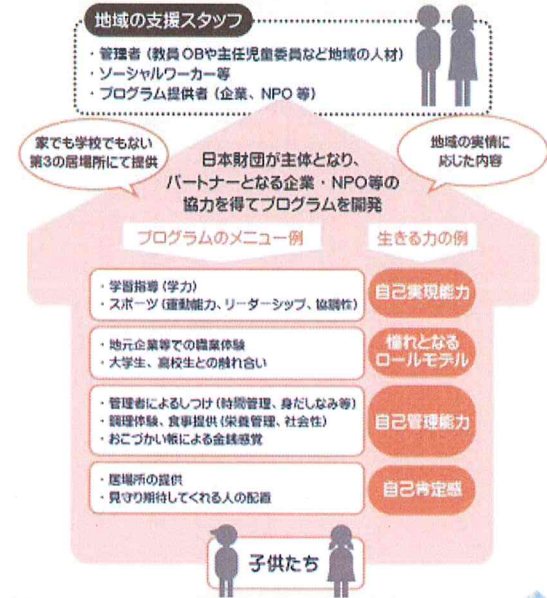 地域の支援スタッフ
・管理者(教員OBや主任児童委員など地域の人材)
・ソーシャルワーカー等
・プログラム提供者(企業、NPO等)
家でも学校でもない
第3の居場所にて提供
地域の実情に
応じた内容
日本財団が主体となり、
パートナーとなる企業・NPO等の
協力を得てプログラムを開発
プログラムのメニュー例
生きる力の例
・学習指導(学力)
・スポーツ(運動能力、リーダーシップ、協調性)
自己実現能力
・地元企業等での職業体験
・大学生、高校生との触れ合い
憧れとなる
ロールモデル
・管理者によるしつけ(時間管理、身だしなみ等)
・調理体験、食事提供(栄養管理、社会性)
・おこづかい帳による金銭感覚
自己管理能力
・居場所の提供
・見守り期待してくれる人の配置
自己肯定感
子供たち